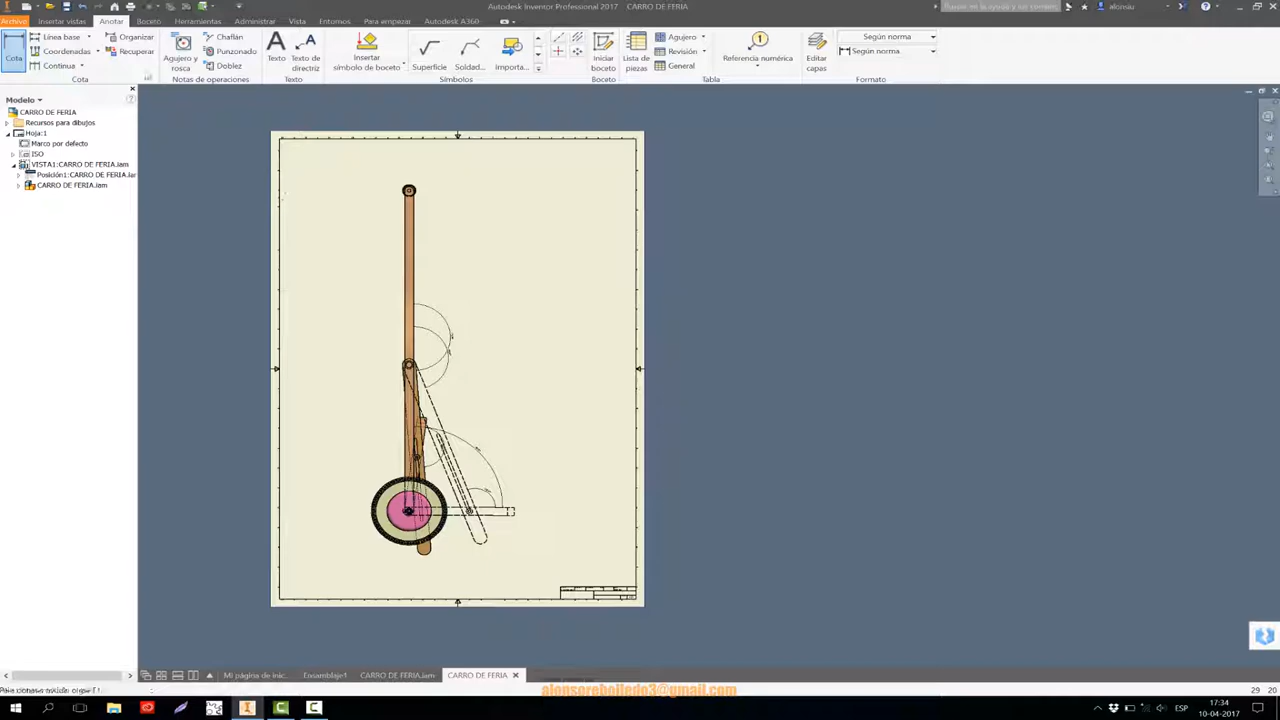 Autodesk Inventor Professional 2017   CARRO DE FERIA
alonsau
Archivo Insertar vistas Anotar Boceto Herramientas Administrar Vista Entornos Para empezar Autodesk A360
Línea base Organizar
Coordenadas Recuperar
Cota Continua
Cota
Agujero y rosca Chaflán
Punzonado
Doblez
Notas de operaciones
Texto Texto de directriz
Texto
Insertar símbolo de boceto Superficie Soldad... Importa...
Símbolos
Iniciar boceto
Boceto
Lista de piezas Agujero
Revisión
General
Referencia numérica
Tabla
Editar capas Según norma
Según norma
Formato
Modelo
CARRO DE FERIA
Recursos para dibujos
Hoja:1
Marco por defecto
ISO
VISTA1:CARRO DE FERIA.iam
Posición1:CARRO DE FERIA.iar
CARRO DE FERIA.iam
Mi página de inic... Ensamblaje1 CARRO DE FERIA.iam CARRO DE FERIA
alonsorebolledo3@gmail.com
29 20
ESP
17:34
10-04-2017